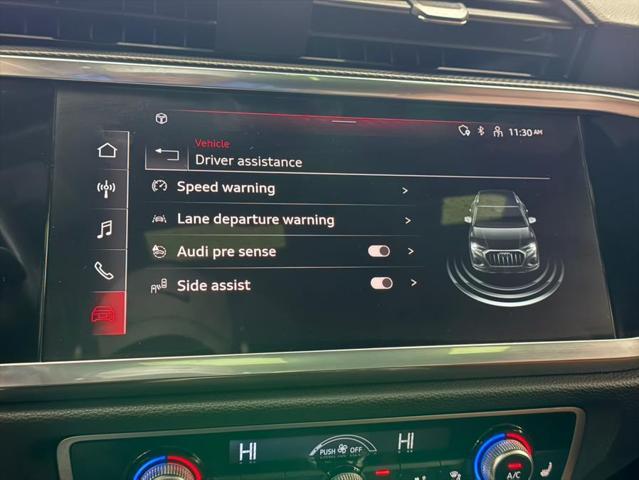 11:30 AM
Vehicle
Driver assistance
Speed warning
Lane departure warning
Audi pre sense
Side assist
HI
PUSH OFF
HI
A/C